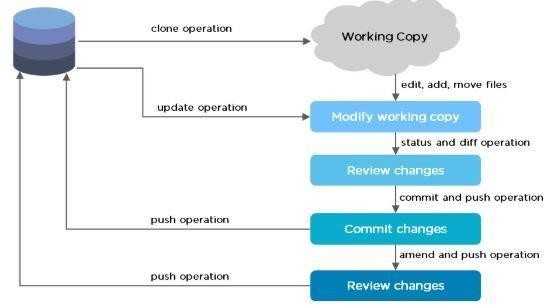 clone operation
Working Copy
edit, add, move files
update operation
Modify working copy
status and diff operation
Review changes
commit and push operation
push operation
Commit changes
amend and push operation
push operation
Review changes